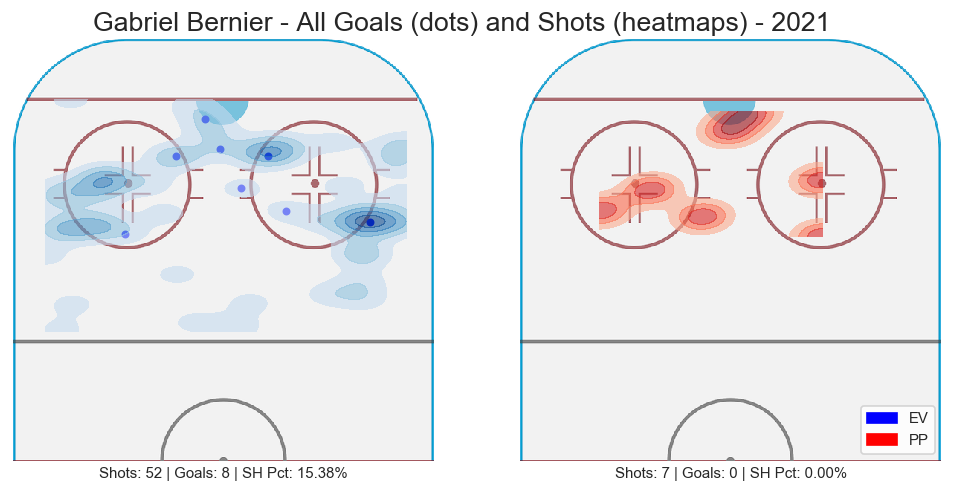 Gabriel Bernier - All Goals (dots) and Shots (heatmaps) - 2021
EV
PP
Shots: 52 | Goals: 8 | SH Pct: 15.38%
Shots: 7 | Goals: 0 | SH Pct: 0.00%